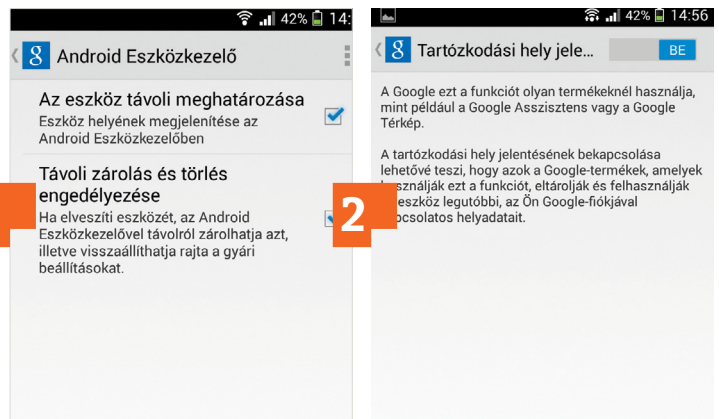 42% 14:
Android Eszközkezelő
Az eszköz távoli meghatározása
Eszköz helyének megjelenítése az
Android Eszközkezelőben
Távoli zárolás és törlés
engedélyezése
Ha elveszíti eszközét, az Android
Eszközkezelővel távolról zárolhatja azt,
illetve visszaállíthatja rajta a gyári
beállításokat.
2
42% 14:56
Tartózkodási hely jele...
BE
A Google ezt a funkciót olyan termékeknél használja,
mint például a Google Asszisztens vagy a Google
Térkép.
A tartózkodási hely jelentésének bekapcsolása
lehetővé teszi, hogy azok a Google-termékek, amelyek
használják ezt a funkciót, eltárolják és felhasználják
eszköz legutóbbi, az Ön Google-fiókjával
pcsolatos helyadatait.